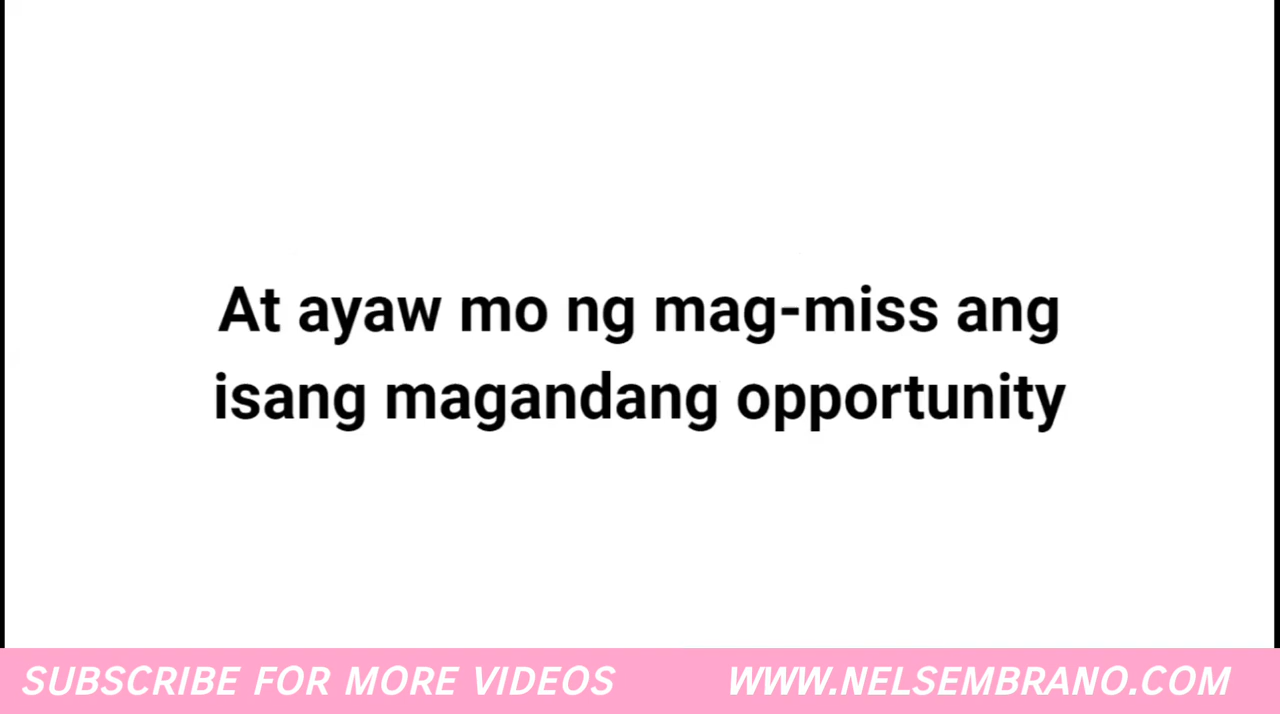 At ayaw mo ng mag-miss ang
isang magandang opportunity
SUBSCRIBE FOR MORE VIDEOS
WWW.NELSEMBRANO.COM